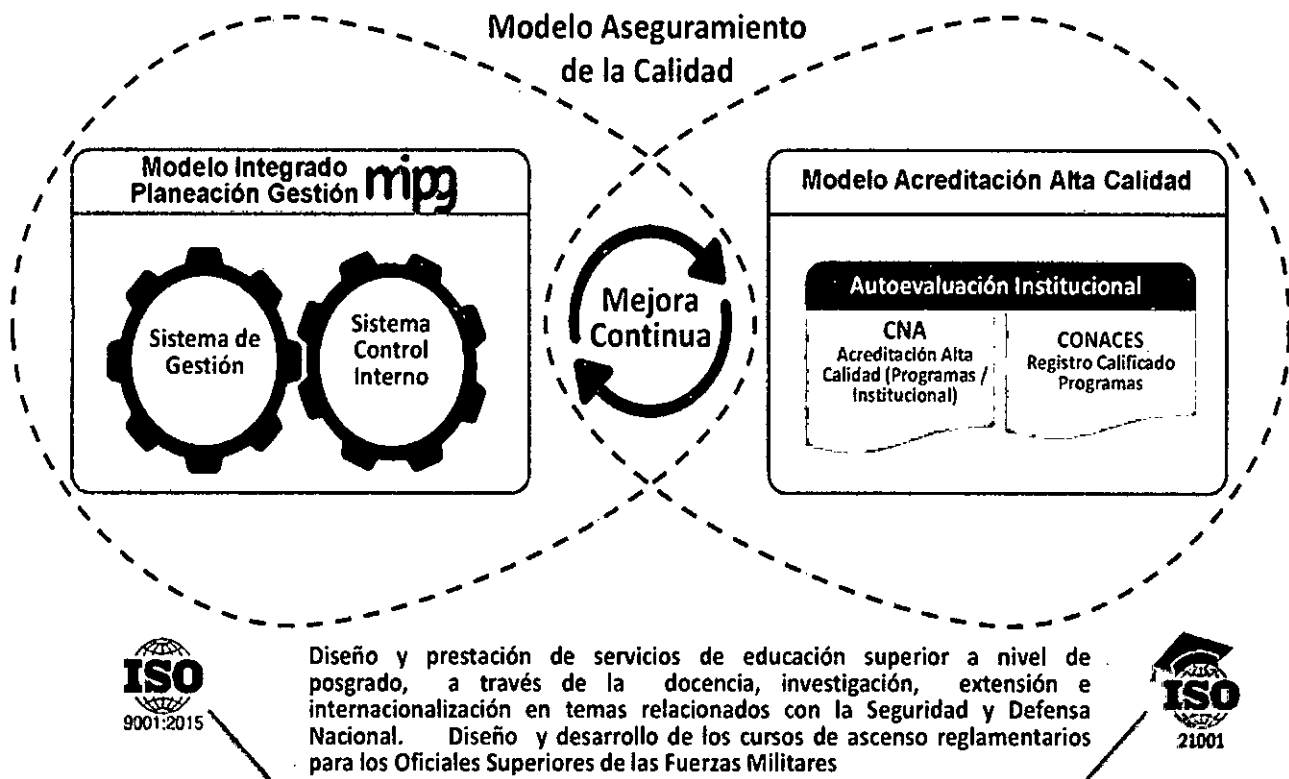 Modelo Aseguramiento
de la Calidad
Modelo Integrado
Planeación Gestión mipg
Sistema de
Gestión
Sistema
Control
Interno
Mejora
Continua
Modelo Acreditación Alta Calidad
Autoevaluación Institucional
CNA
Acreditación Alta
Calidad (Programas /
Institucional)
CONACES
Registro Calificado
Programas
ISO
9001:2015
Diseño y prestación de servicios de educación superior a nivel de
posgrado, a través de la docencia, investigación, extensión e
internacionalización en temas relacionados con la Seguridad y Defensa
Nacional. Diseño y desarrollo de los cursos de ascenso reglamentarios
para los Oficiales Superiores de las Fuerzas Militares
ISO
21001